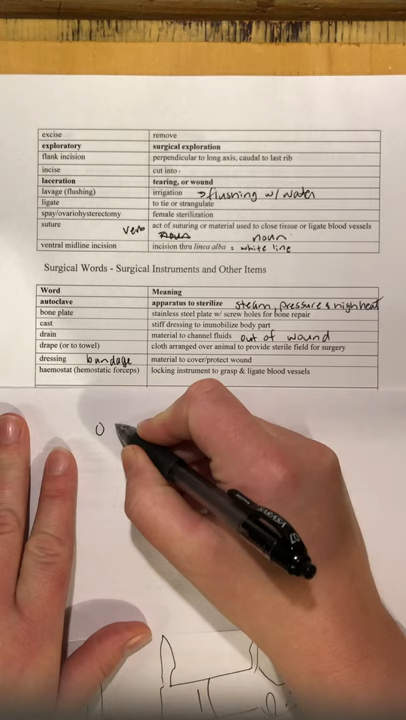 excise remove
exploratory surgical exploration
flank incision perpendicular to long axis, caudal to last rib
incise cut into
laceration tearing, or wound
lavage (flushing) irrigation → flushing w/ water
ligate to tie or strangulate
spay/ovariohysterectomy female sterilization
suture verb act of suturing or material used to close tissue or ligate blood vessels
noun
ventral midline incision incision thru linea alba = white line
Surgical Words - Surgical Instruments and Other Items
Word Meaning
autoclave apparatus to sterilize steam, pressure & high heat
bone plate stainless steel plate w/ screw holes for bone repair
cast stiff dressing to immobilize body part
drain material to channel fluids out of wound
drape (or to towel) cloth arranged over animal to provide sterile field for surgery
dressing bandage material to cover/protect wound
haemostat (hemostatic forceps) locking instrument to grasp & ligate blood vessels